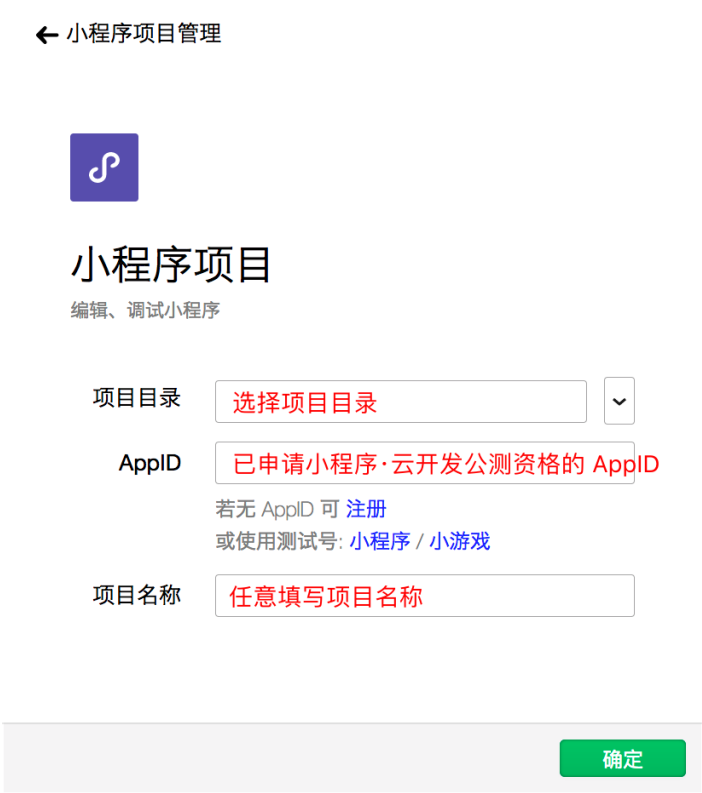 小程序项目管理
小程序项目
编辑、调试小程序
项目目录 选择项目目录
AppID 已申请小程序·云开发公测资格的 AppID
若无 AppID 可 注册
或使用测试号: 小程序 / 小游戏
项目名称 任意填写项目名称
确定